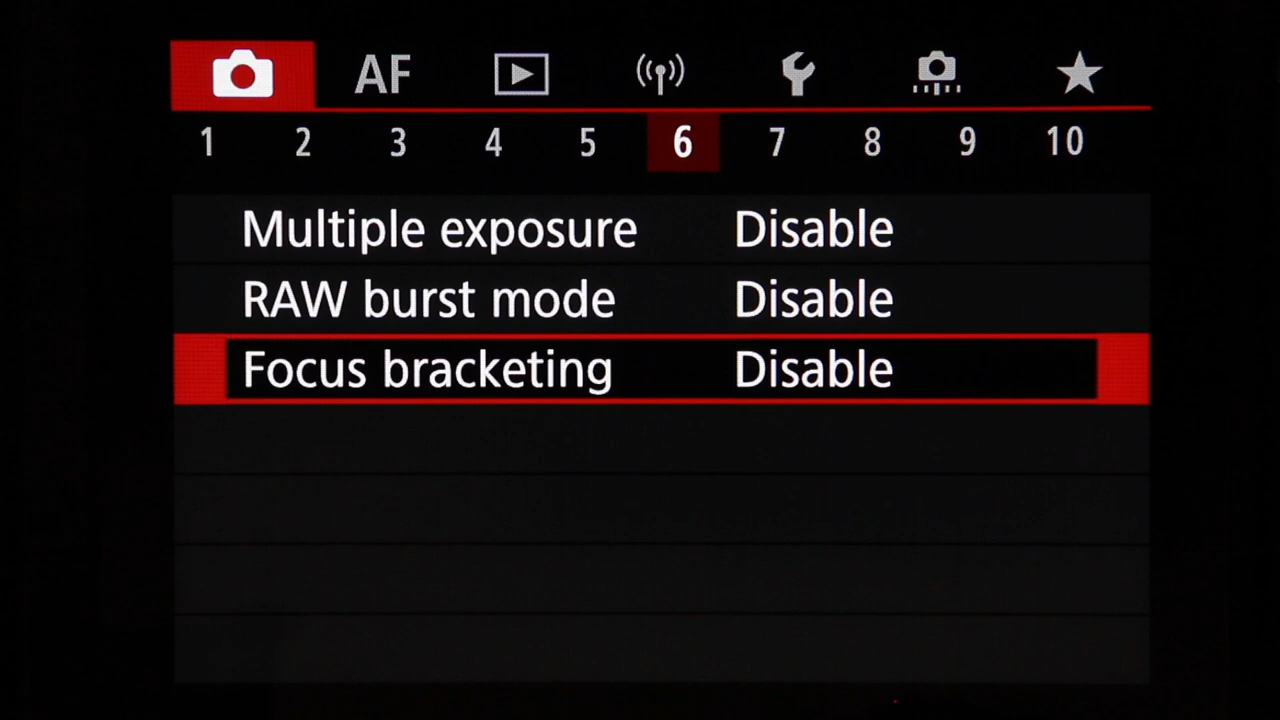 AF
1 2 3 4 5 6 7 8 9 10
Multiple exposure Disable
RAW burst mode Disable
Focus bracketing Disable